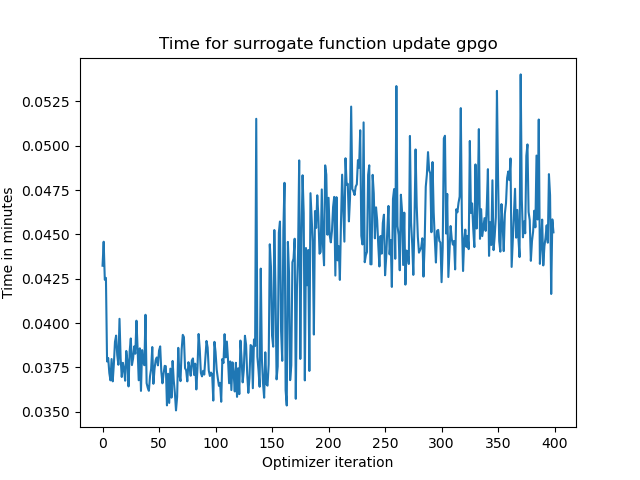 Time for surrogate function update gpgo
Time in minutes
0.0525
0.0500
0.0475
0.0450
0.0425
0.0400
0.0375
0.0350
0 50 100 150 200 250 300 350 400
Optimizer iteration